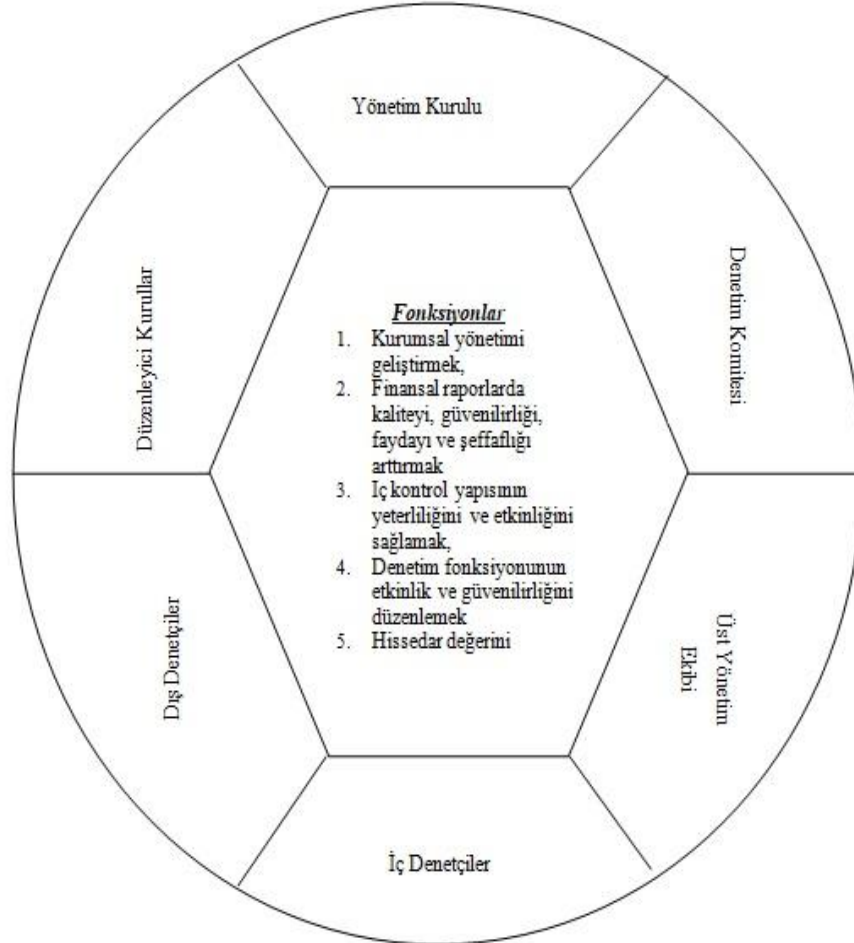 Yönetim Kurulu
Denetim Komitesi
Üst Yönetim
Ekibi
İç Denetçiler
Dış Denetçiler
Düzenleyici Kurullar
Fonksiyonlar
1. Kurumsal yönetimi
geliştirmek,
2. Finansal raporlarda
kaliteyi, güvenilirliği,
faydayı ve şeffaflığı
arttırmak
3. İç kontrol yapısının
yeterliliğini ve etkinliğini
sağlamak,
4. Denetim fonksiyonunun
etkinlik ve güvenilirliğini
düzenlemek
5. Hissedar değerini